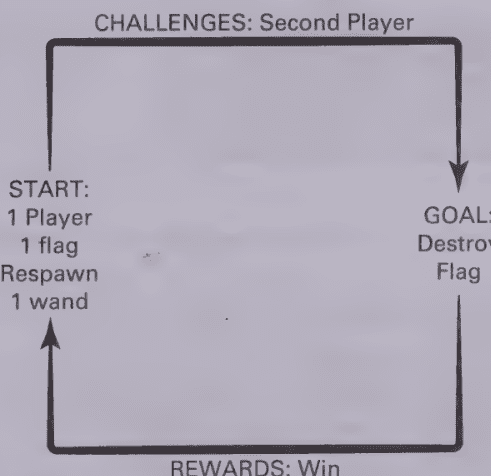 CHALLENGES: Second Player
START:
1 Player
1 flag
Respawn
1 wand
GOAL:
Destroy
Flag
REWARDS: Win